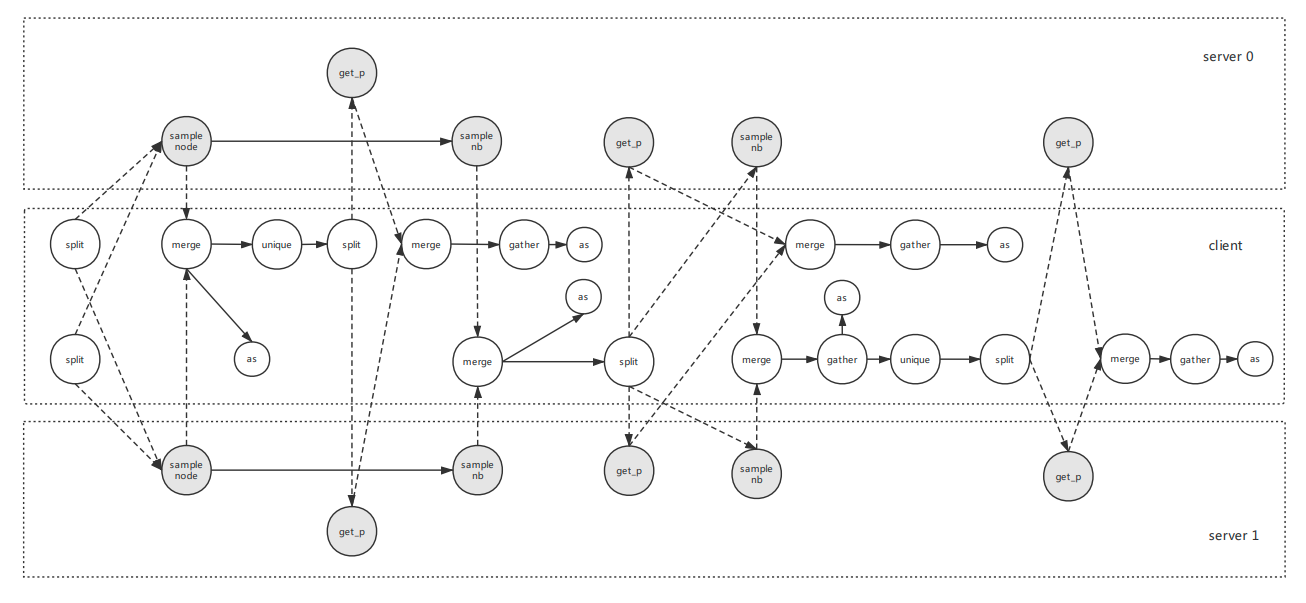 server 0
get_p
sample
node
sample
nb
get_p
sample
nb
get_p
client
split
merge
unique
split
merge
gather
as
merge
gather
as
as
as
split
as
merge
split
merge
gather
unique
split
merge
gather
as
sample
node
sample
nb
get_p
sample
nb
get_p
get_p
server 1